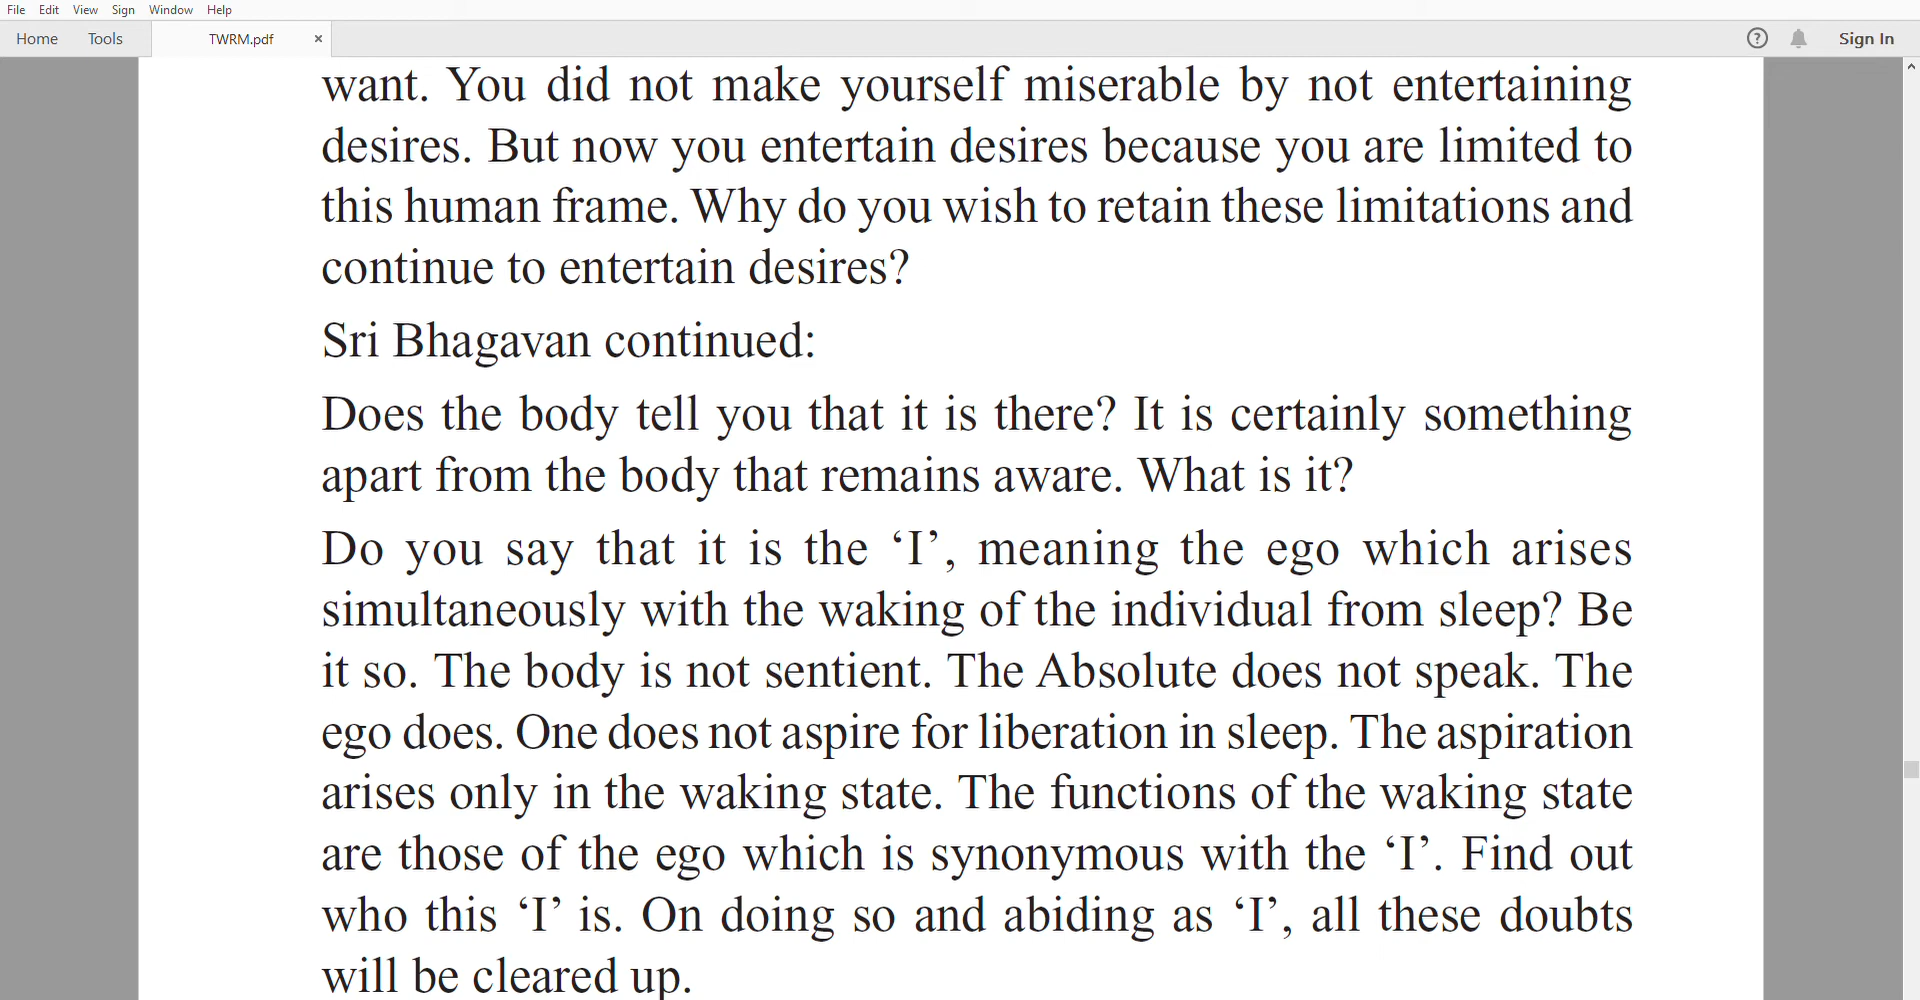 File Edit View Sign Window Help
Home Tools TWRM.pdf × ? Sign In
want. You did not make yourself miserable by not entertaining
desires. But now you entertain desires because you are limited to
this human frame. Why do you wish to retain these limitations and
continue to entertain desires?
Sri Bhagavan continued:
Does the body tell you that it is there? It is certainly something
apart from the body that remains aware. What is it?
Do you say that it is the ‘I’, meaning the ego which arises
simultaneously with the waking of the individual from sleep? Be
it so. The body is not sentient. The Absolute does not speak. The
ego does. One does not aspire for liberation in sleep. The aspiration
arises only in the waking state. The functions of the waking state
are those of the ego which is synonymous with the ‘I’. Find out
who this ‘I’ is. On doing so and abiding as ‘I’, all these doubts
will be cleared up.